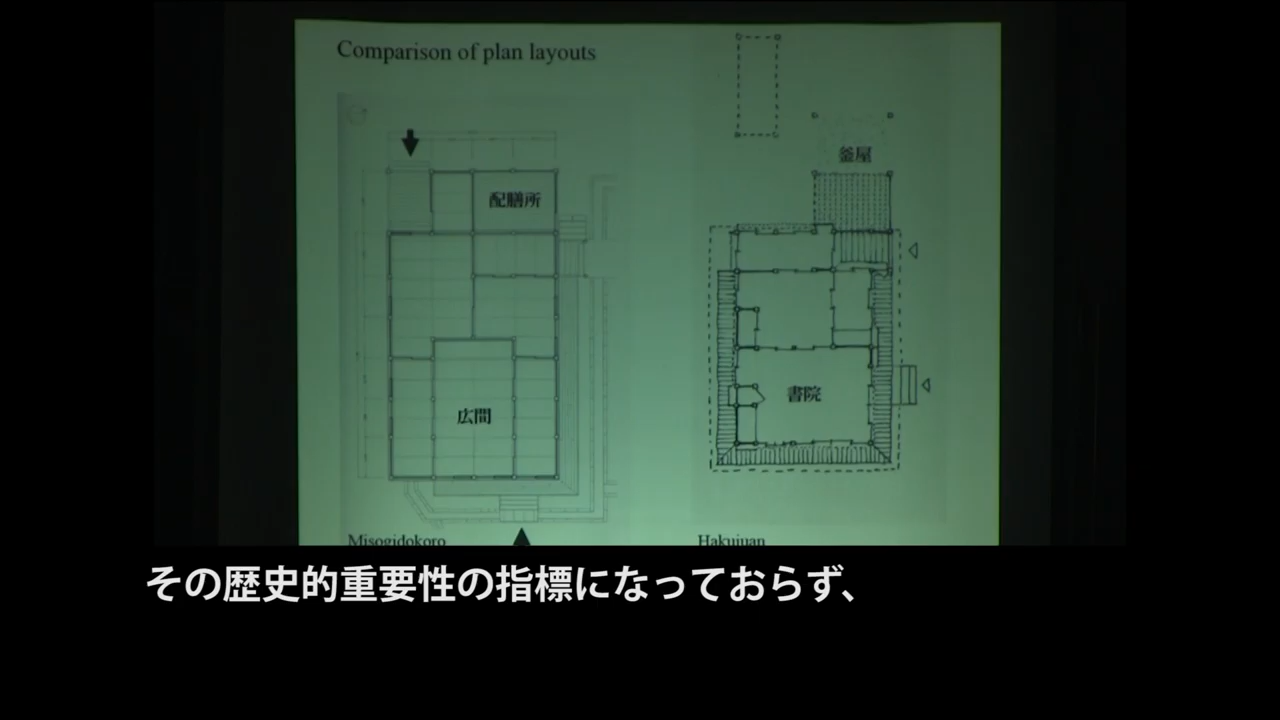 Comparison of plan layouts
釜屋
配膳所
書院
広間
Misogidokoro
Hakujuan
その歴史的重要性の指標になっておらず、